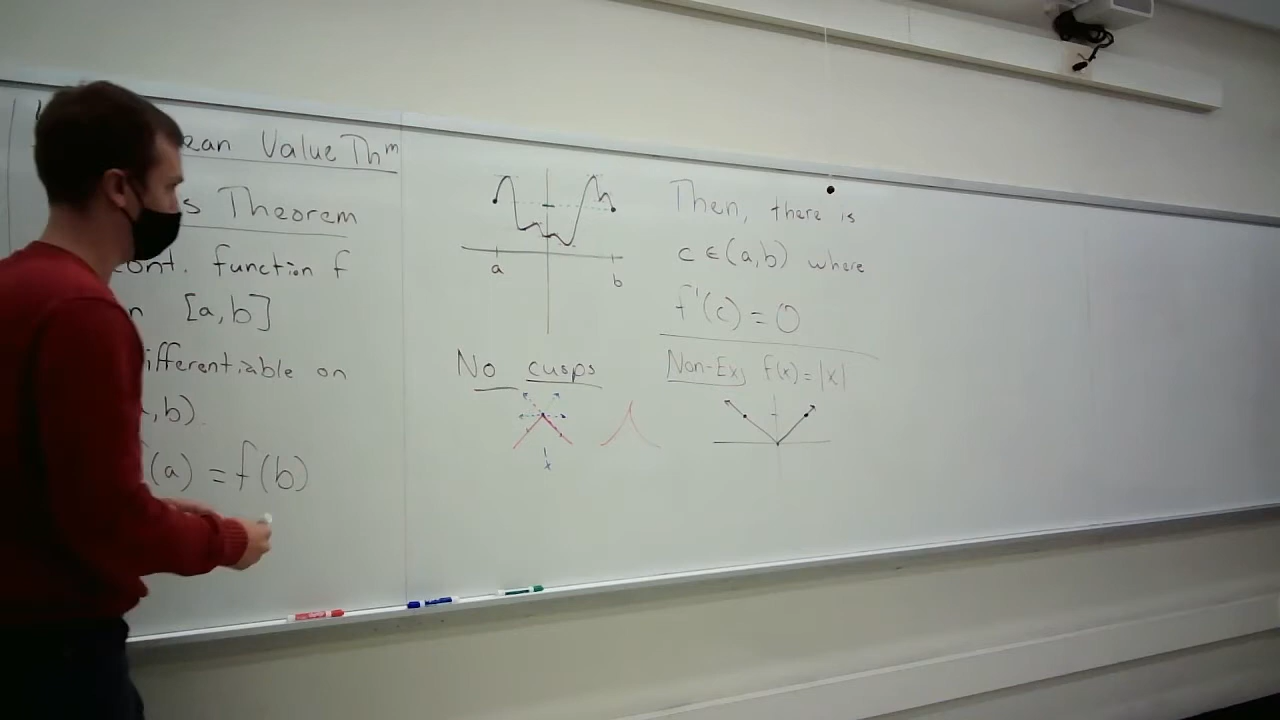 ean Value Thm
s Theorem
cont. function f
n [a,b]
ifferentiable on
,b).
(a) = f(b)
a
b
No cusps
x
Then, there is
c ∈ (a,b) where
f'(c) = 0
Non-Ex, f(x) = |x|